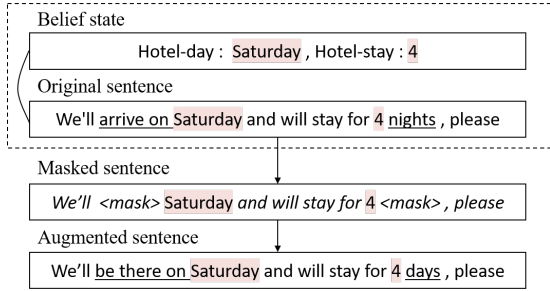 Belief state
Hotel-day : Saturday , Hotel-stay : 4
Original sentence
We'll arrive on Saturday and will stay for 4 nights , please
Masked sentence
We’ll <mask> Saturday and will stay for 4 <mask> , please
Augmented sentence
We’ll be there on Saturday and will stay for 4 days , please